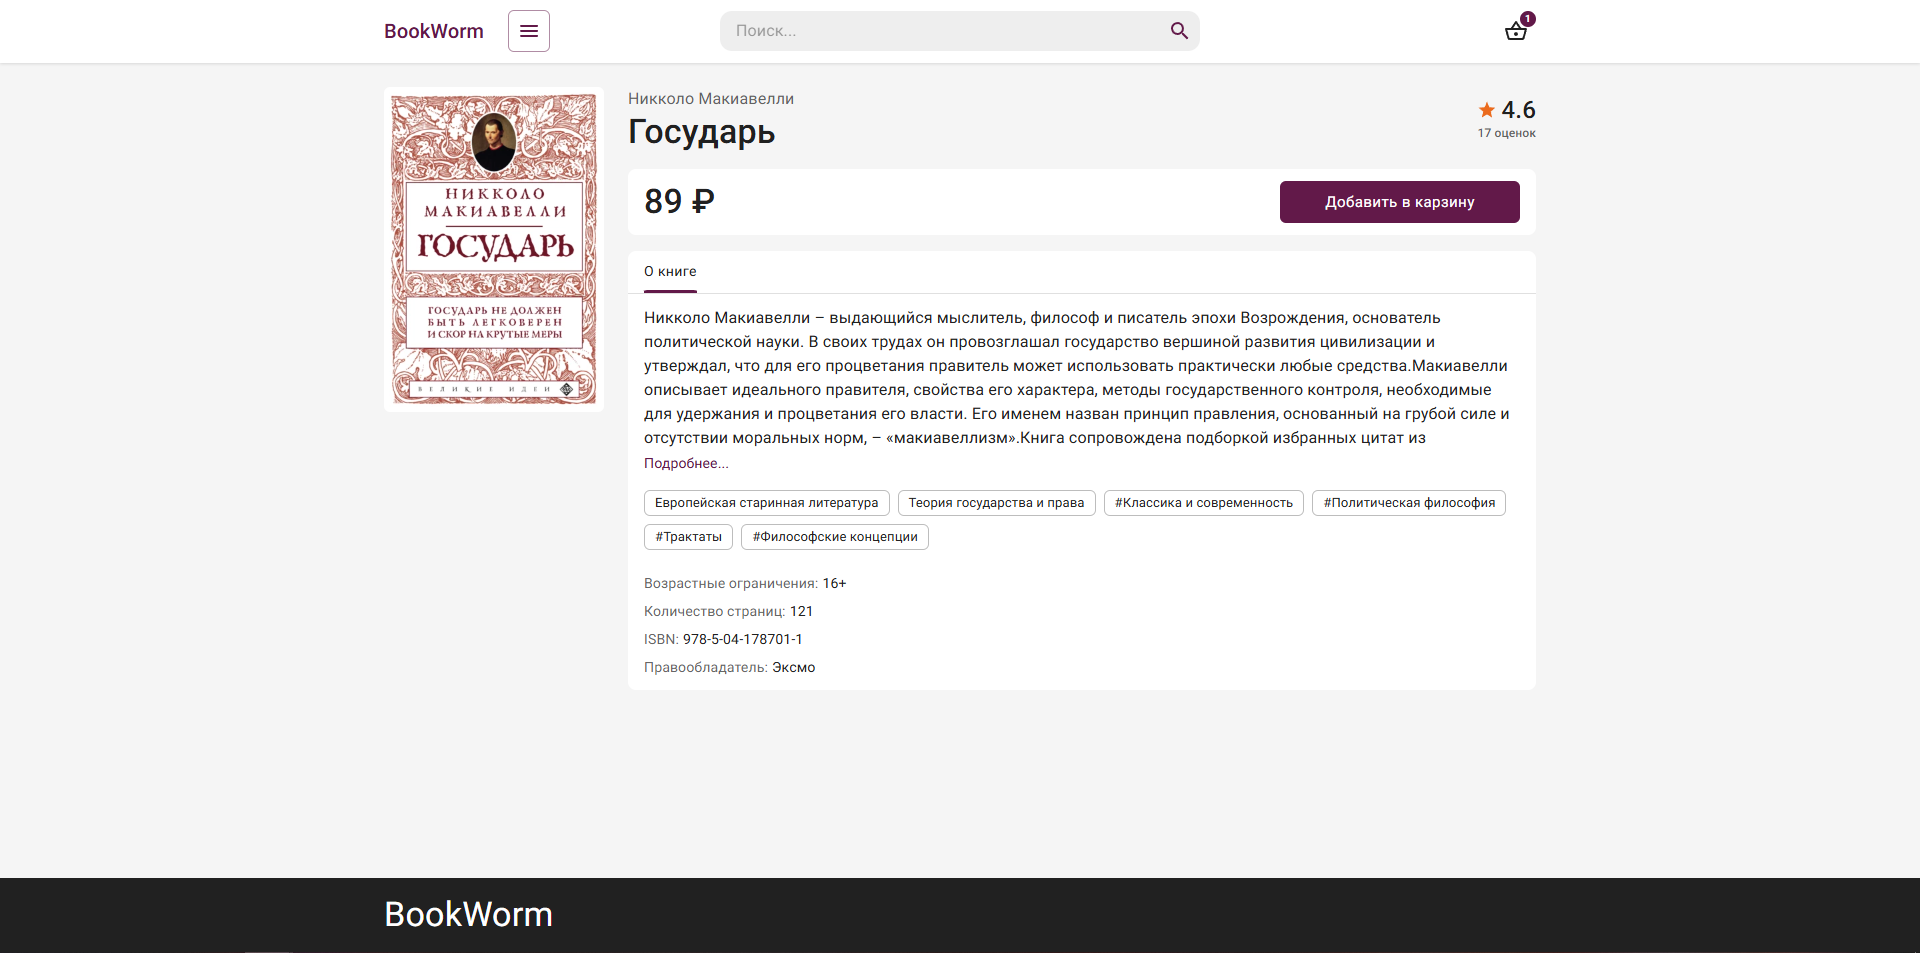 BookWorm
Поиск...
1
НИККОЛО
МАКИАВЕЛЛИ
ГОСУДАРЬ
ГОСУДАРЬ НЕ ДОЛЖЕН
БЫТЬ ЛЕГКОВЕРЕН
И СКОР НА КРУТЫЕ МЕРЫ
ВЕЛИКИЕ ИДЕИ
Никколо Макиавелли
Государь
4.6
17 оценок
89 ₽
Добавить в карзину
О книге
Никколо Макиавелли – выдающийся мыслитель, философ и писатель эпохи Возрождения, основатель
политической науки. В своих трудах он провозглашал государство вершиной развития цивилизации и
утверждал, что для его процветания правитель может использовать практически любые средства.Макиавелли
описывает идеального правителя, свойства его характера, методы государственного контроля, необходимые
для удержания и процветания его власти. Его именем назван принцип правления, основанный на грубой силе и
отсутствии моральных норм, – «макиавеллизм».Книга сопровождена подборкой избранных цитат из
Подробнее...
Европейская старинная литература
Теория государства и права
#Классика и современность
#Политическая философия
#Трактаты
#Философские концепции
Возрастные ограничения: 16+
Количество страниц: 121
ISBN: 978-5-04-178701-1
Правообладатель: Эксмо
BookWorm